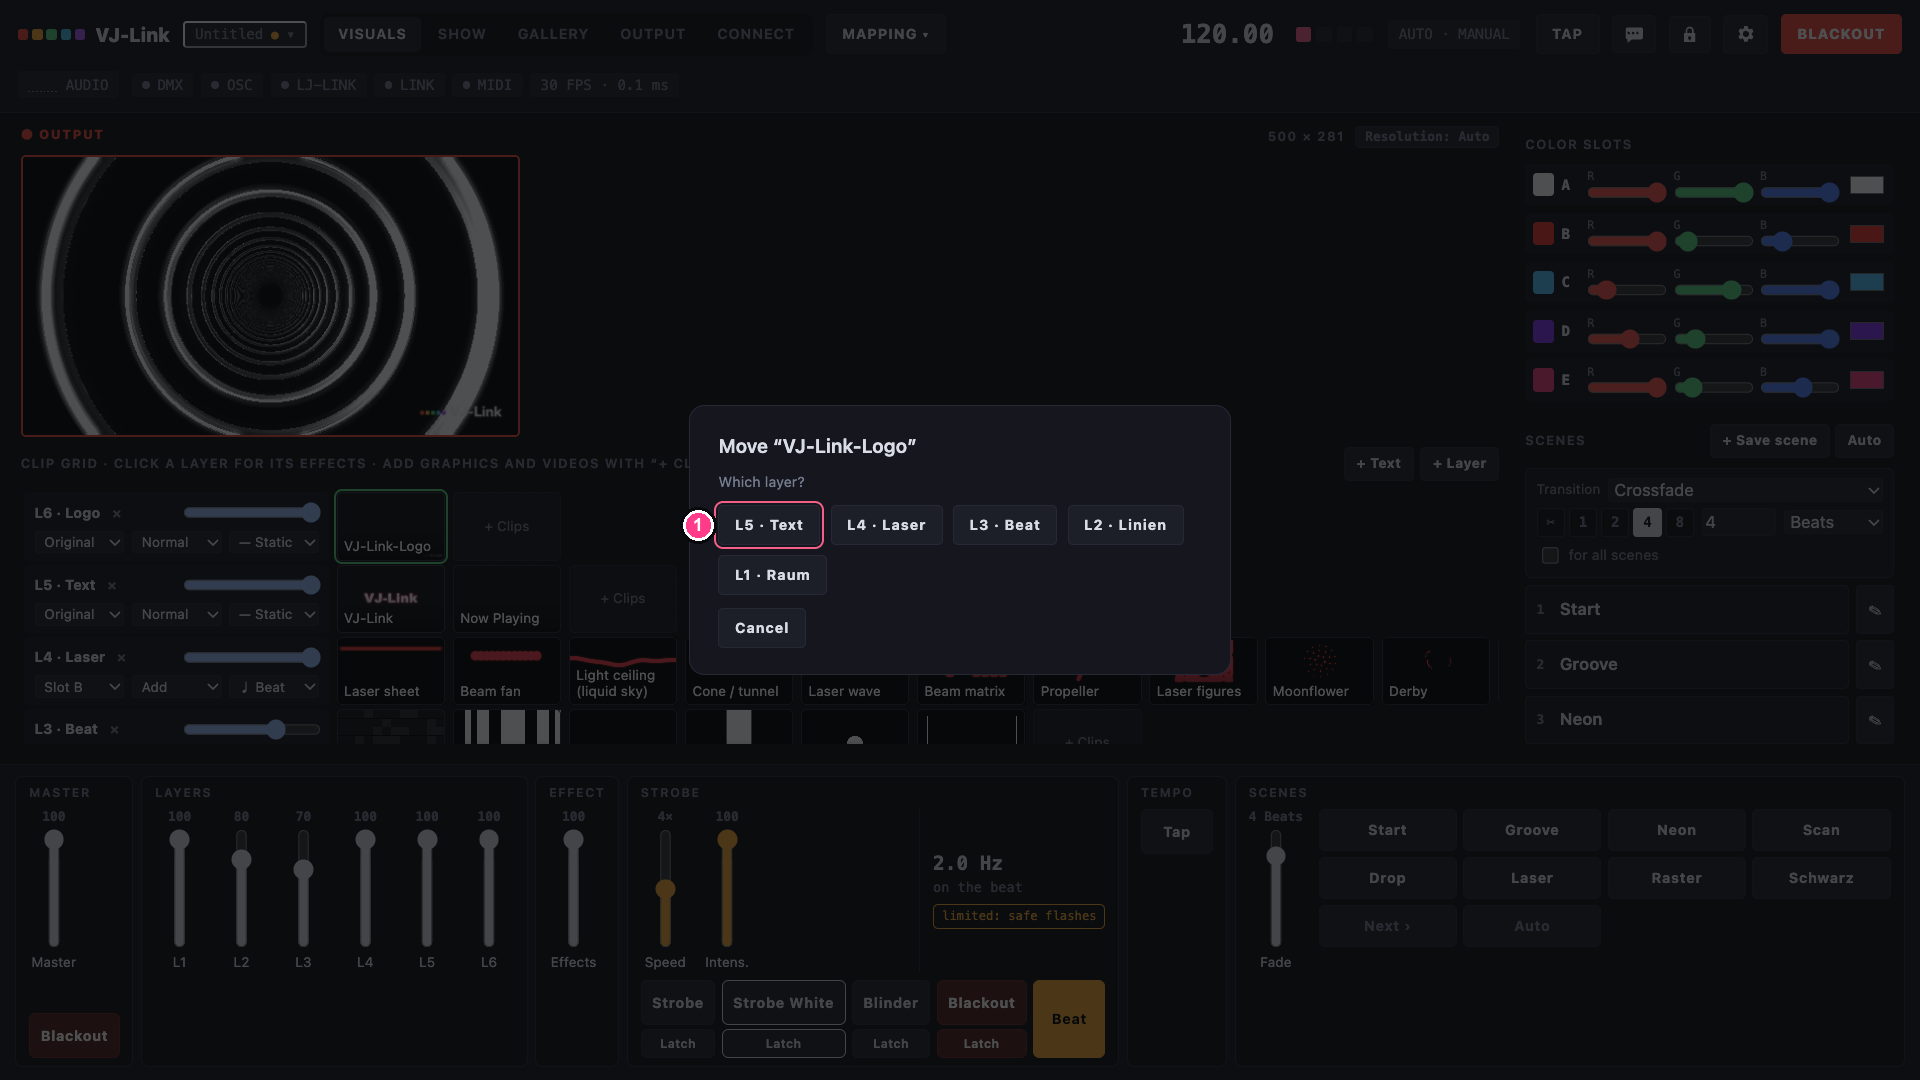 VJ-Link Untitled VISUALS SHOW GALLERY OUTPUT CONNECT MAPPING 120.00 AUTO · MANUAL TAP BLACKOUT
AUDIO DMX OSC LJ-LINK LINK MIDI 30 FPS · 0.1 ms
OUTPUT 500 × 281 Resolution: Auto
COLOR SLOTS
A R G B
B R G B
C R G B
D R G B
E R G B
-Link
CLIP GRID · CLICK A LAYER FOR ITS EFFECTS · ADD GRAPHICS AND VIDEOS WITH “+ CL
+ Text + Layer
SCENES + Save scene Auto
Transition Crossfade
1 2 4 8 4 Beats
for all scenes
1 Start
2 Groove
3 Neon
Move “VJ-Link-Logo”
Which layer?
1 L5 · Text L4 · Laser L3 · Beat L2 · Linien
L1 · Raum
Cancel
L6 · Logo ×
Original Normal — Static
VJ-Link-Logo + Clips
L5 · Text ×
Original Normal — Static
VJ-Link
VJ-Link Now Playing + Clips
L4 · Laser ×
Slot B Add ♩ Beat
Laser sheet Beam fan Light ceiling (liquid sky) Cone / tunnel Laser wave Beam matrix Propeller Laser figures Moonflower Derby
L3 · Beat ×
+ Clips
MASTER LAYERS EFFECT STROBE TEMPO SCENES
100 100 80 70 100 100 100 100 4× 100 4 Beats
Tap
2.0 Hz
on the beat
limited: safe flashes
Master L1 L2 L3 L4 L5 L6 Effects Speed Intens. Fade
Start Groove Neon Scan
Drop Laser Raster Schwarz
Next › Auto
Blackout
Strobe Strobe White Blinder Blackout Beat
Latch Latch Latch Latch